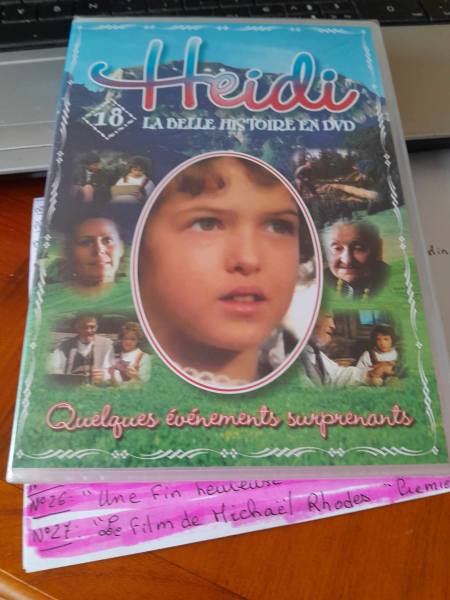 Heidi
18 LA BELLE HISTOIRE EN DVD
Quelques événements surprenants
N°26: "Une fin heureuse
N°27: "Le film de Michaël Rhodes"